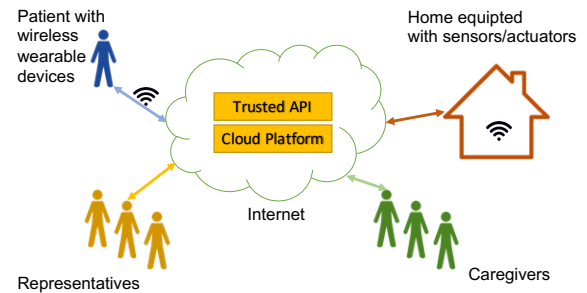 Patient with
wireless
wearable
devices
Home equipted
with sensors/actuators
Trusted API
Cloud Platform
Internet
Representatives
Caregivers